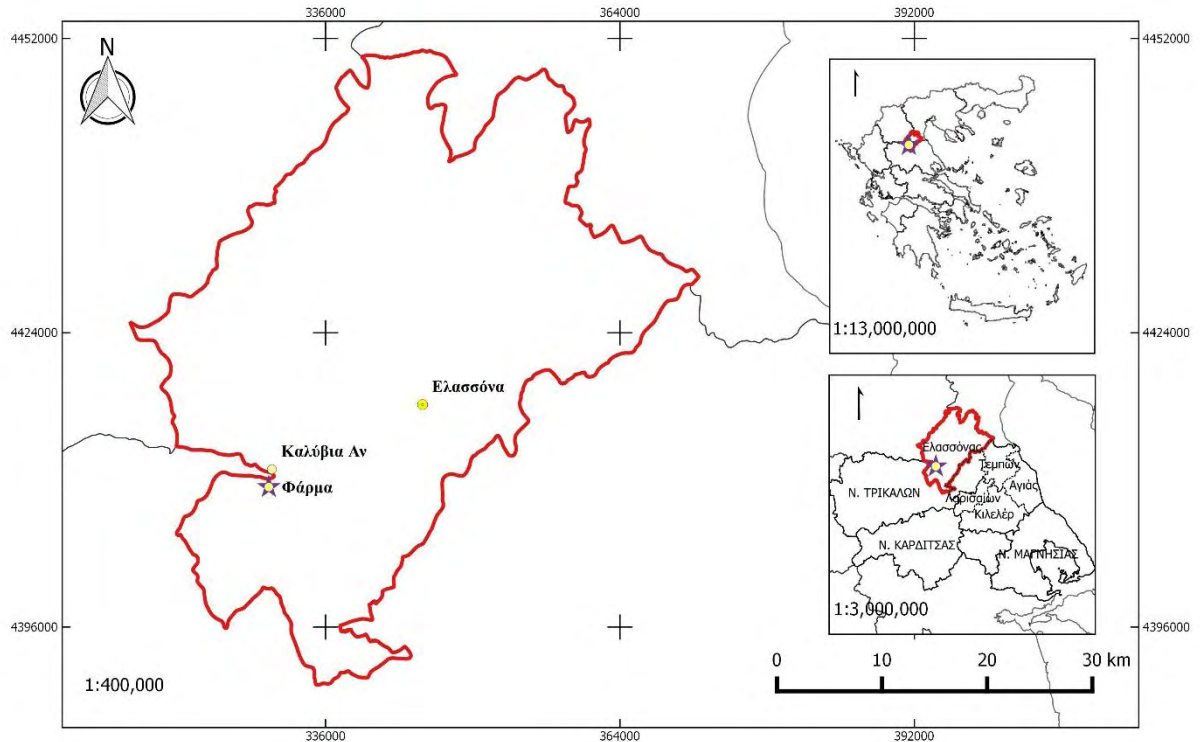 336000
364000
392000
4452000
4452000
N
1:13,000,000
4424000
4424000
Ελασσόνα
Καλύβια Αν
Φάρμα
Ελασσόνας
Τεμπών
Ν. ΤΡΙΚΑΛΩΝ
Αγιάς
Λαρισαίων
Κιλελέρ
Ν. ΚΑΡΔΙΤΣΑΣ
Ν. ΜΑΓΝΗΣΙΑΣ
1:3,000,000
4396000
4396000
0
10
20
30 km
1:400,000
336000
364000
392000